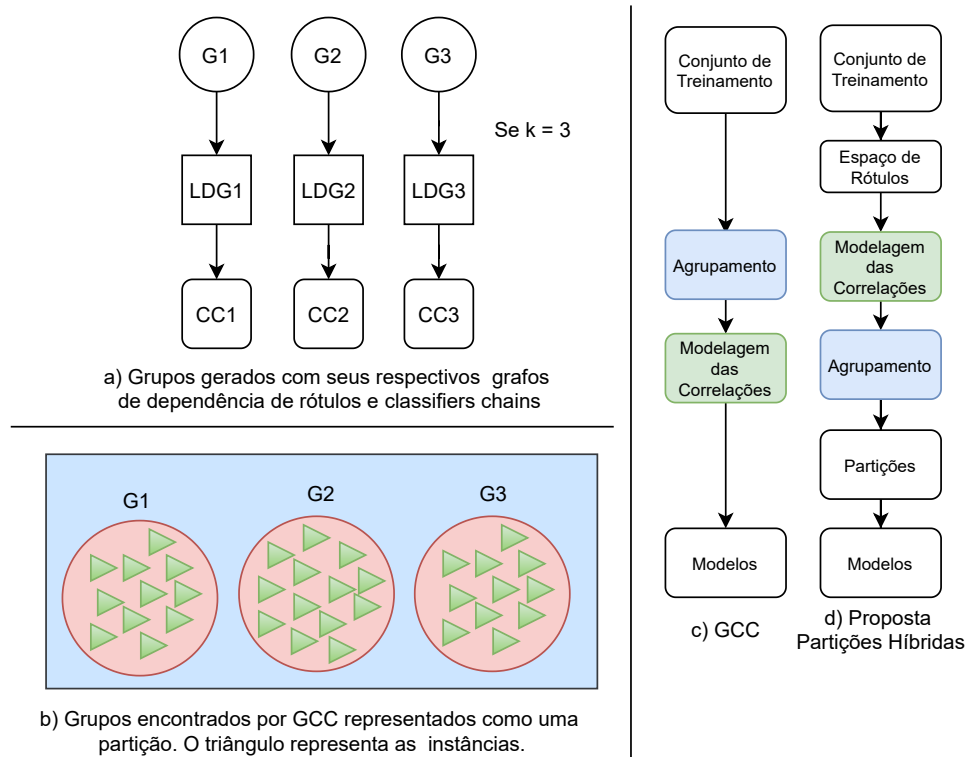 G1
G2
G3
Se k = 3
LDG1
LDG2
LDG3
CC1
CC2
CC3
a) Grupos gerados com seus respectivos grafos
de dependência de rótulos e classifiers chains
G1
G2
G3
b) Grupos encontrados por GCC representados como uma
partição. O triângulo representa as instâncias.
Conjunto de
Treinamento
Agrupamento
Modelagem
das
Correlações
Modelos
c) GCC
Conjunto de
Treinamento
Espaço de
Rótulos
Modelagem
das
Correlações
Agrupamento
Partições
Modelos
d) Proposta
Partições Híbridas